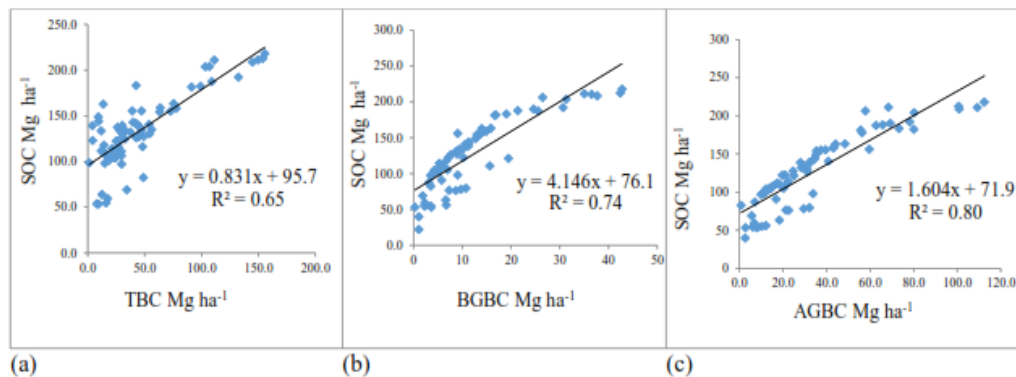 250.0
200.0
150.0
100.0
50.0
0.0
SOC Mg ha⁻¹
y = 0.831x + 95.7
R² = 0.65
0.0 50.0 100.0 150.0 200.0
TBC Mg ha⁻¹
(a)
300.0
250.0
200.0
150.0
100.0
50.0
0.0
SOC Mg ha⁻¹
y = 4.146x + 76.1
R² = 0.74
0 10 20 30 40 50
BGBC Mg ha⁻¹
(b)
300
250
200
150
100
50
0
SOC Mg ha⁻¹
y = 1.604x + 71.9
R² = 0.80
0.0 20.0 40.0 60.0 80.0 100.0 120.0
AGBC Mg ha⁻¹
(c)